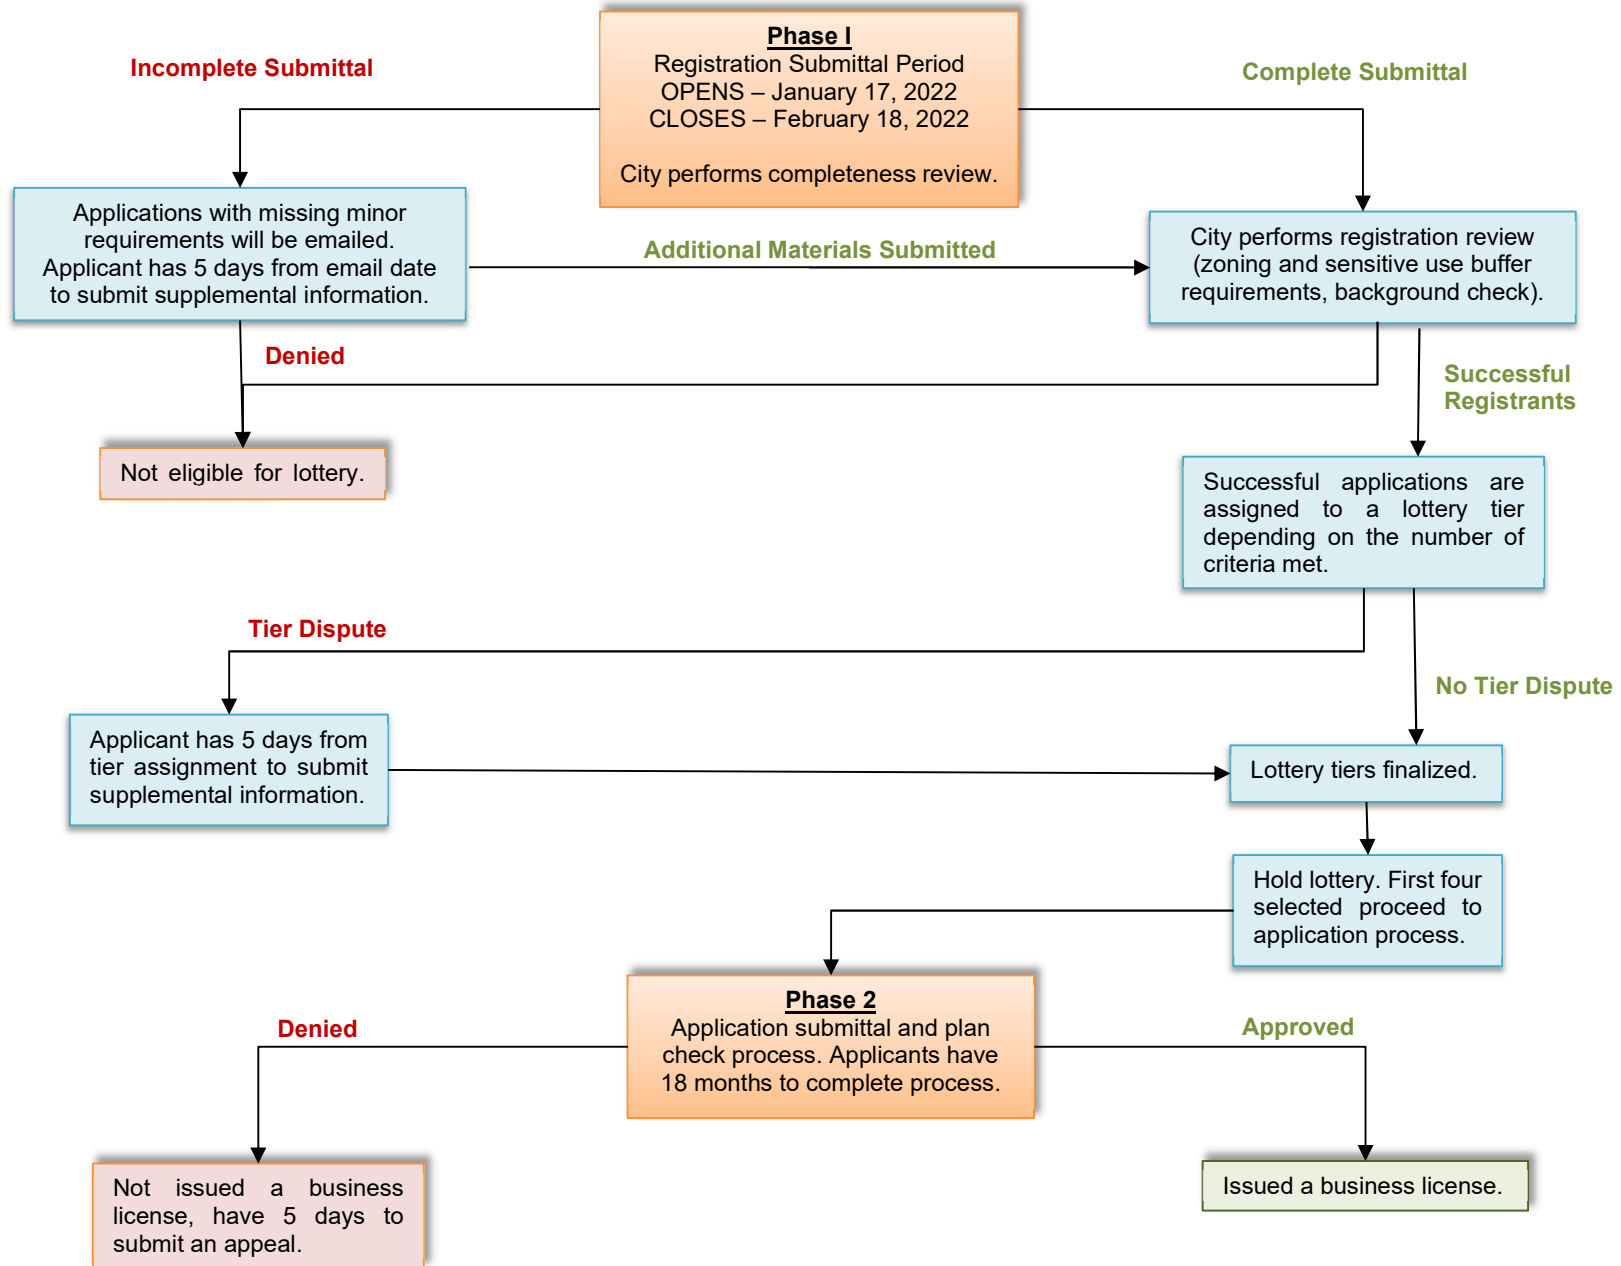 Phase I
Registration Submittal Period
OPENS – January 17, 2022
CLOSES – February 18, 2022
City performs completeness review.
Incomplete Submittal
Complete Submittal
Applications with missing minor
requirements will be emailed.
Applicant has 5 days from email date
to submit supplemental information.
Additional Materials Submitted
City performs registration review
(zoning and sensitive use buffer
requirements, background check).
Denied
Successful
Registrants
Not eligible for lottery.
Successful applications are
assigned to a lottery tier
depending on the number of
criteria met.
Tier Dispute
No Tier Dispute
Applicant has 5 days from
tier assignment to submit
supplemental information.
Lottery tiers finalized.
Hold lottery. First four
selected proceed to
application process.
Phase 2
Application submittal and plan
check process. Applicants have
18 months to complete process.
Denied
Approved
Not issued a business
license, have 5 days to
submit an appeal.
Issued a business license.